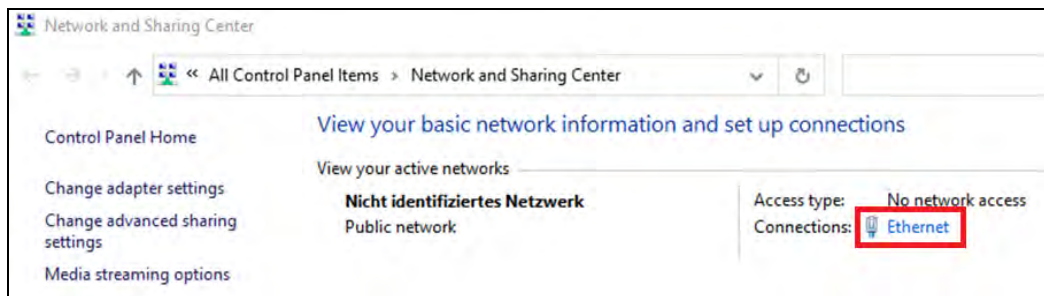 Network and Sharing Center
« All Control Panel Items > Network and Sharing Center
Control Panel Home
Change adapter settings
Change advanced sharing
settings
Media streaming options
View your basic network information and set up connections
View your active networks
Nicht identifiziertes Netzwerk
Public network
Access type: No network access
Connections: Ethernet